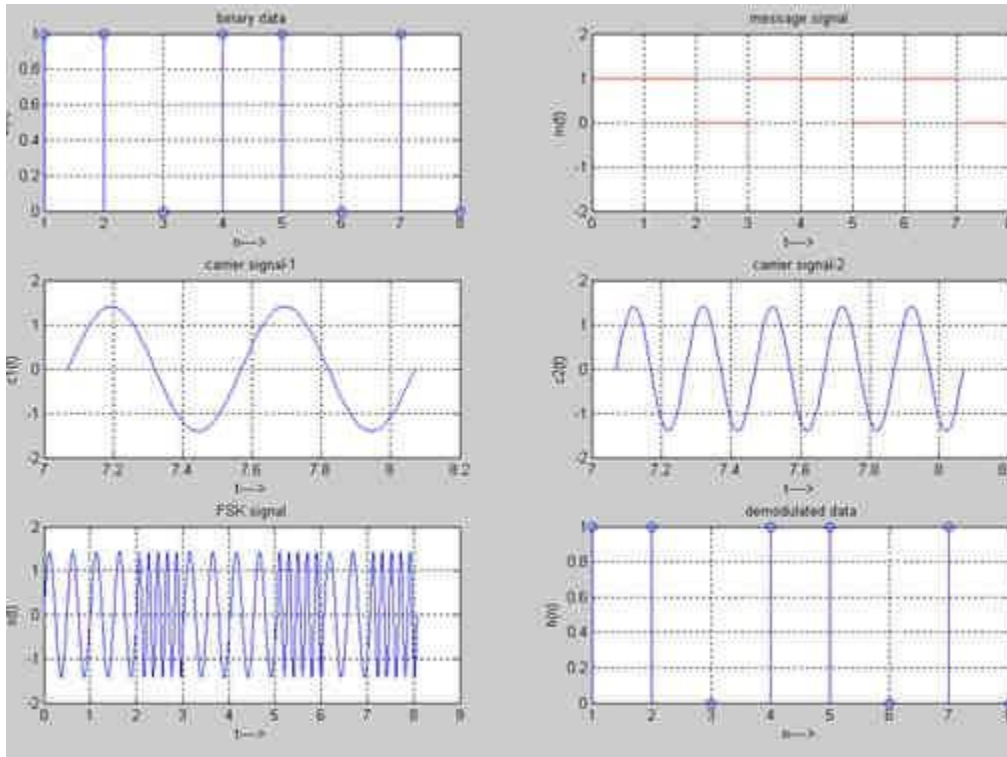 binary data
1
0.8
0.6
0.4
0.2
0
1 2 3 4 5 6 7 8
n--->
message signal
m(t)
2
1
0
-1
-2
0 1 2 3 4 5 6 7
t--->
carrier signal-1
c1(t)
2
1
0
-1
-2
7 7.2 7.4 7.6 7.8 8 8.2
t--->
carrier signal-2
c2(t)
2
1
0
-1
-2
7 7.2 7.4 7.6 7.8 8
t--->
FSK signal
s(t)
2
1
0
-1
-2
0 1 2 3 4 5 6 7 8 9
t--->
demodulated data
b(n)
1
0.8
0.6
0.4
0.2
0
1 2 3 4 5 6 7
n--->